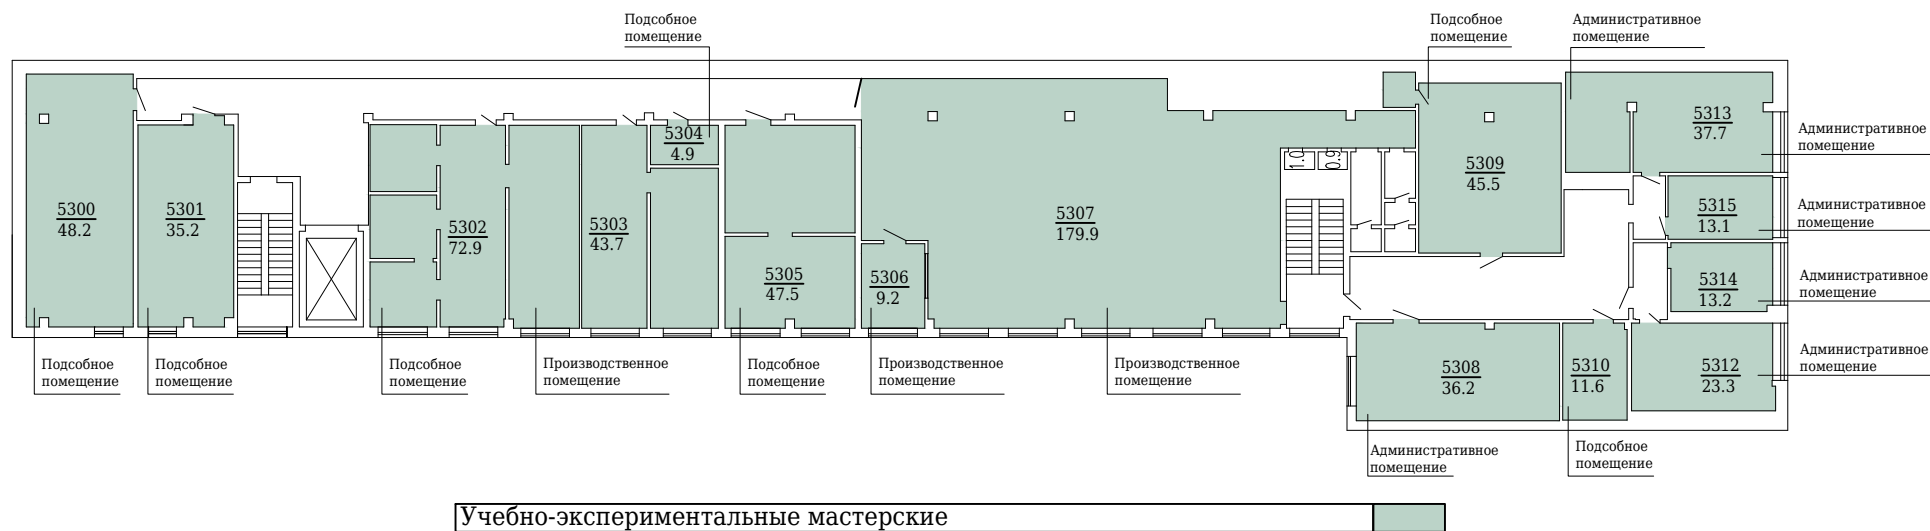 Подсобное
помещение
Подсобное
помещение
Административное
помещение
5300
48.2
5301
35.2
5302
72.9
5303
43.7
5304
4.9
5305
47.5
5306
9.2
5307
179.9
1.0
0.9
5309
45.5
5313
37.7
Административное
помещение
5315
13.1
Административное
помещение
5314
13.2
Административное
помещение
5308
36.2
5310
11.6
5312
23.3
Административное
помещение
Подсобное
помещение
Подсобное
помещение
Подсобное
помещение
Производственное
помещение
Подсобное
помещение
Производственное
помещение
Производственное
помещение
Административное
помещение
Подсобное
помещение
Учебно-экспериментальные мастерские